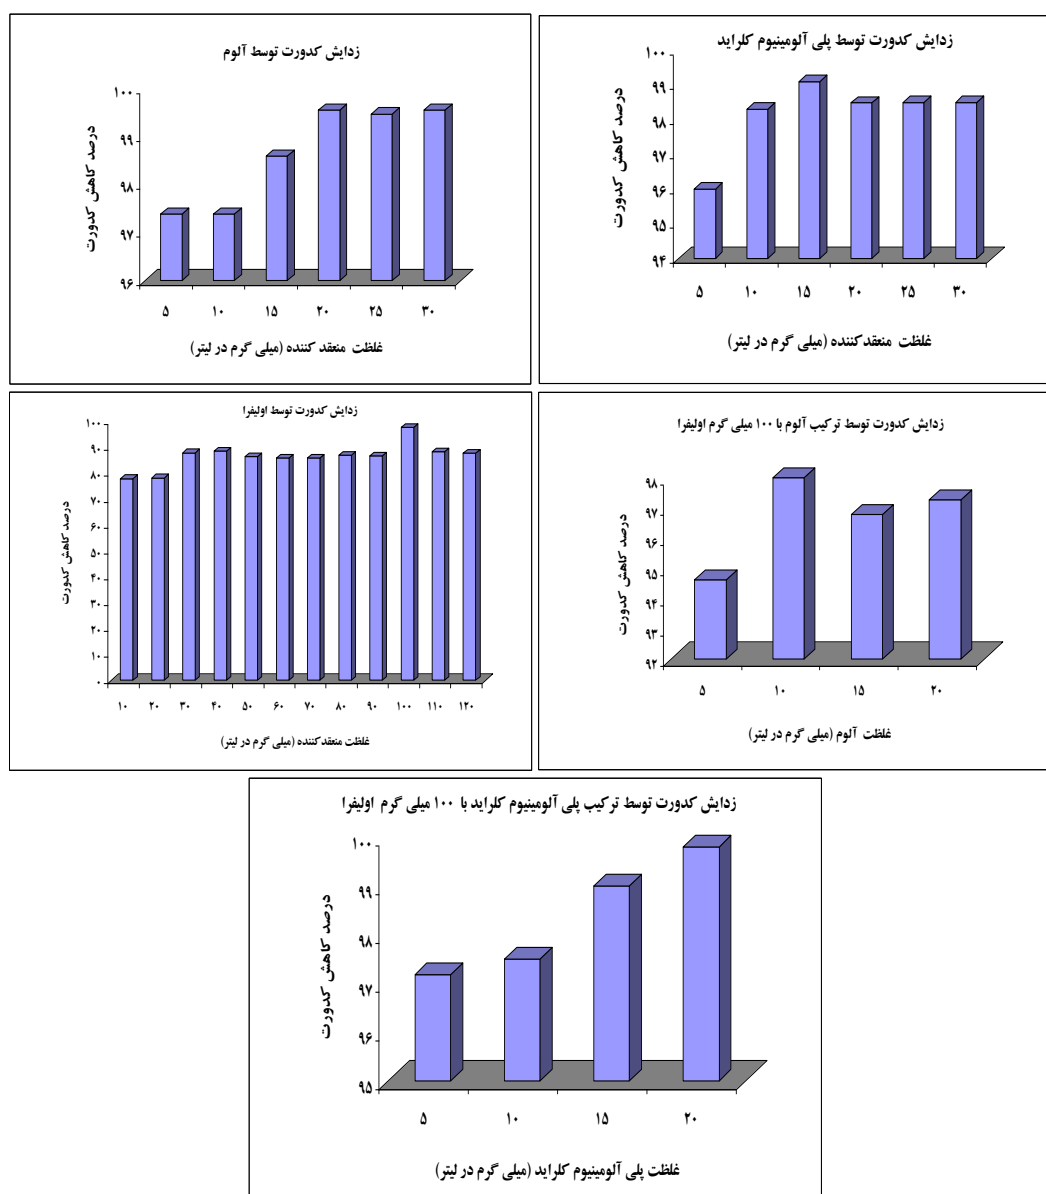 زدایش کدورت توسط آلوم
درصد کاهش کدورت
۱۰۰
۹۹
۹۸
۹۷
۹۶
۵ ۱۰ ۱۵ ۲۰ ۲۵ ۳۰
غلظت منعقد کننده (میلی گرم در لیتر)
زدایش کدورت توسط پلی آلومینیوم کلراید
درصد کاهش کدورت
۱۰۰
۹۹
۹۸
۹۷
۹۶
۹۵
۹۴
۵ ۱۰ ۱۵ ۲۰ ۲۵ ۳۰
غلظت منعقدکننده (میلی گرم در لیتر)
زدایش کدورت توسط اولیفرا
درصد کاهش کدورت
۱۰۰
۹۰
۸۰
۷۰
۶۰
۵۰
۴۰
۳۰
۲۰
۱۰
۰
۱۰ ۲۰ ۳۰ ۴۰ ۵۰ ۶۰ ۷۰ ۸۰ ۹۰ ۱۰۰ ۱۱۰ ۱۲۰
غلظت منعقدکننده (میلی گرم در لیتر)
زدایش کدورت توسط ترکیب آلوم با ۱۰۰ میلی گرم اولیفرا
درصد کاهش کدورت
۹۸
۹۷
۹۶
۹۵
۹۴
۹۳
۹۲
۵ ۱۰ ۱۵ ۲۰
غلظت آلوم (میلی گرم در لیتر)
زدایش کدورت توسط ترکیب پلی آلومینیوم کلراید با ۱۰۰ میلی گرم اولیفرا
درصد کاهش کدورت
۱۰۰
۹۹
۹۸
۹۷
۹۶
۹۵
۵ ۱۰ ۱۵ ۲۰
غلظت پلی آلومینیوم کلراید (میلی گرم در لیتر)